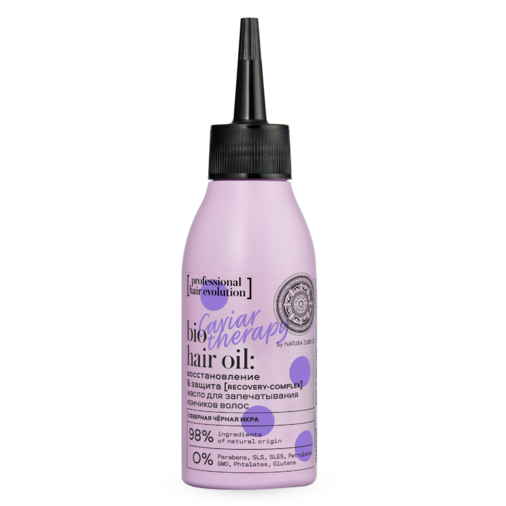 [professional
hair evolution]
Caviar
therapy
by NATURA SIBE
bio
hair oil:
восстановление
& защита [RECOVERY-COMPLEX]
масло для запечатывания
кончиков волос
СЕВЕРНАЯ ЧЁРНАЯ ИКРА
98% ingredients
of natural origin
0% Parabens, SLS, SLES,
GMO, Phtalates, Glutens